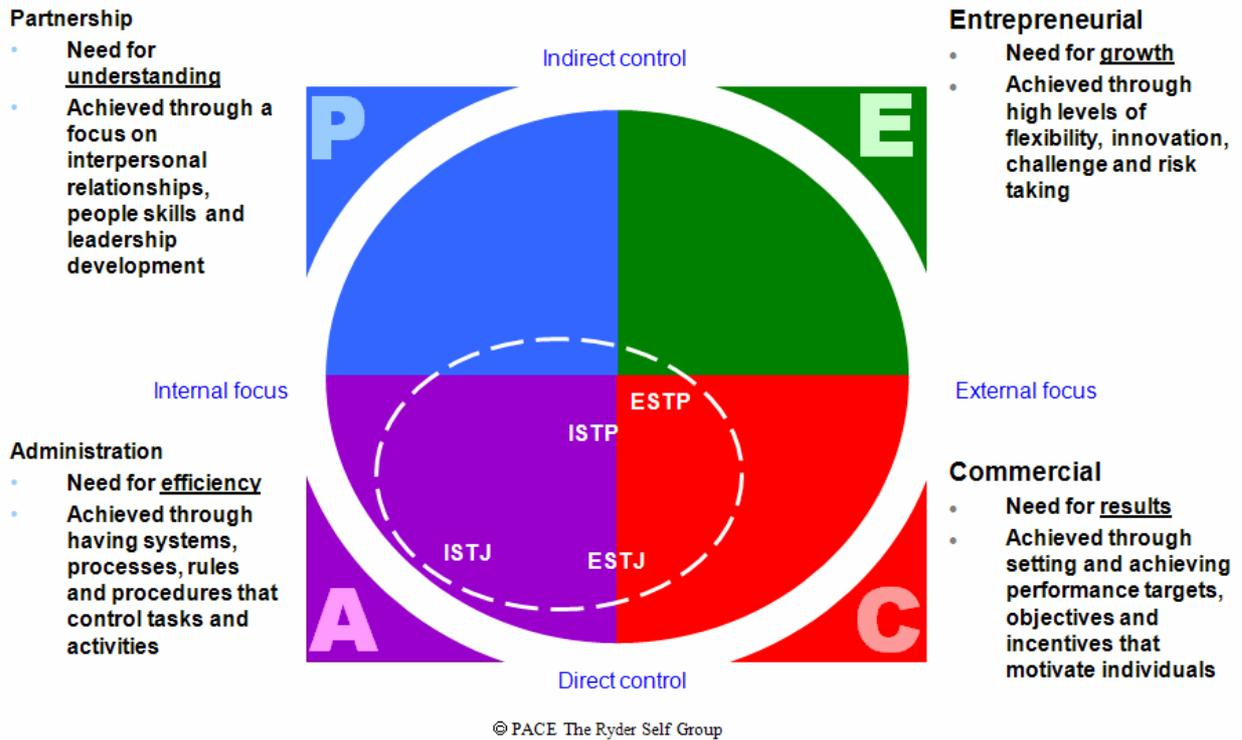 Partnership
• Need for
understanding
• Achieved through a
focus on
interpersonal
relationships,
people skills and
leadership
development
Indirect control
Entrepreneurial
• Need for growth
• Achieved through
high levels of
flexibility, innovation,
challenge and risk
taking
P
E
Internal focus
External focus
ESTP
ISTP
ISTJ
ESTJ
Administration
• Need for efficiency
• Achieved through
having systems,
processes, rules
and procedures that
control tasks and
activities
A
C
Commercial
• Need for results
• Achieved through
setting and achieving
performance targets,
objectives and
incentives that
motivate individuals
Direct control
© PACE The Ryder Self Group